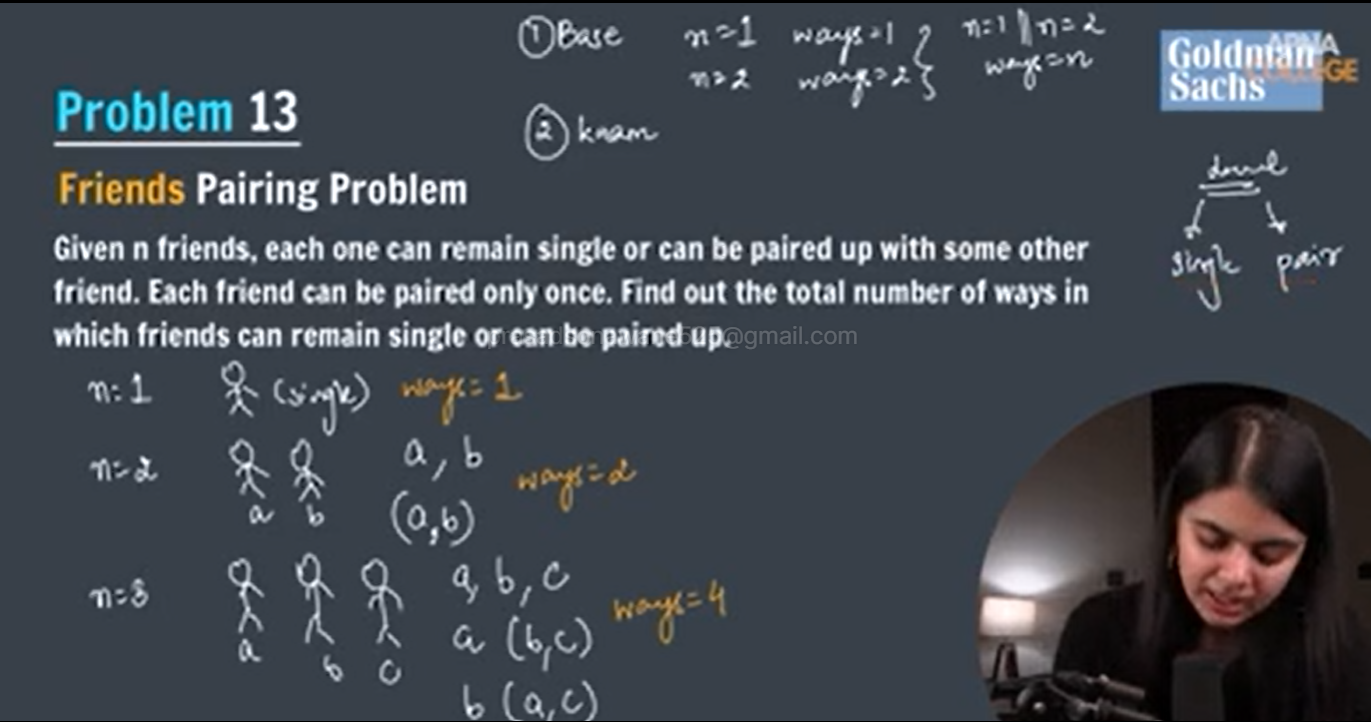 ① Base n=1 ways=1 } n=1 || n=2
n=2 ways=2 } ways=n
Goldman
Sachs
APNA
COLLEGE
Problem 13
② kaam
Friends Pairing Problem
single pair
Given n friends, each one can remain single or can be paired up with some other
friend. Each friend can be paired only once. Find out the total number of ways in
which friends can remain single or can be paired up.
@gmail.com
n=1 (single) ways=1
n=2 a, b ways=2
a b (a,b)
n=3 a, b, c ways=4
a (b,c)
a b c
b (a,c)